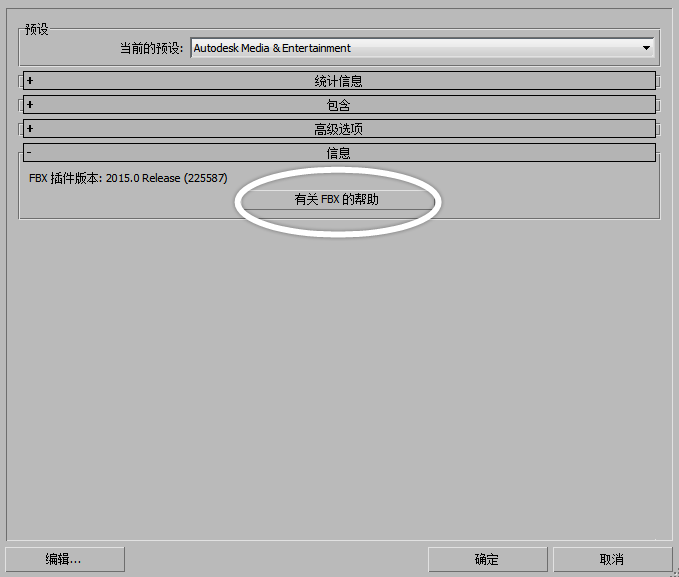 预设
当前的预设: Autodesk Media & Entertainment
+ 统计信息
+ 包含
+ 高级选项
- 信息
FBX 插件版本: 2015.0 Release (225587)
有关 FBX 的帮助
编辑... 确定 取消